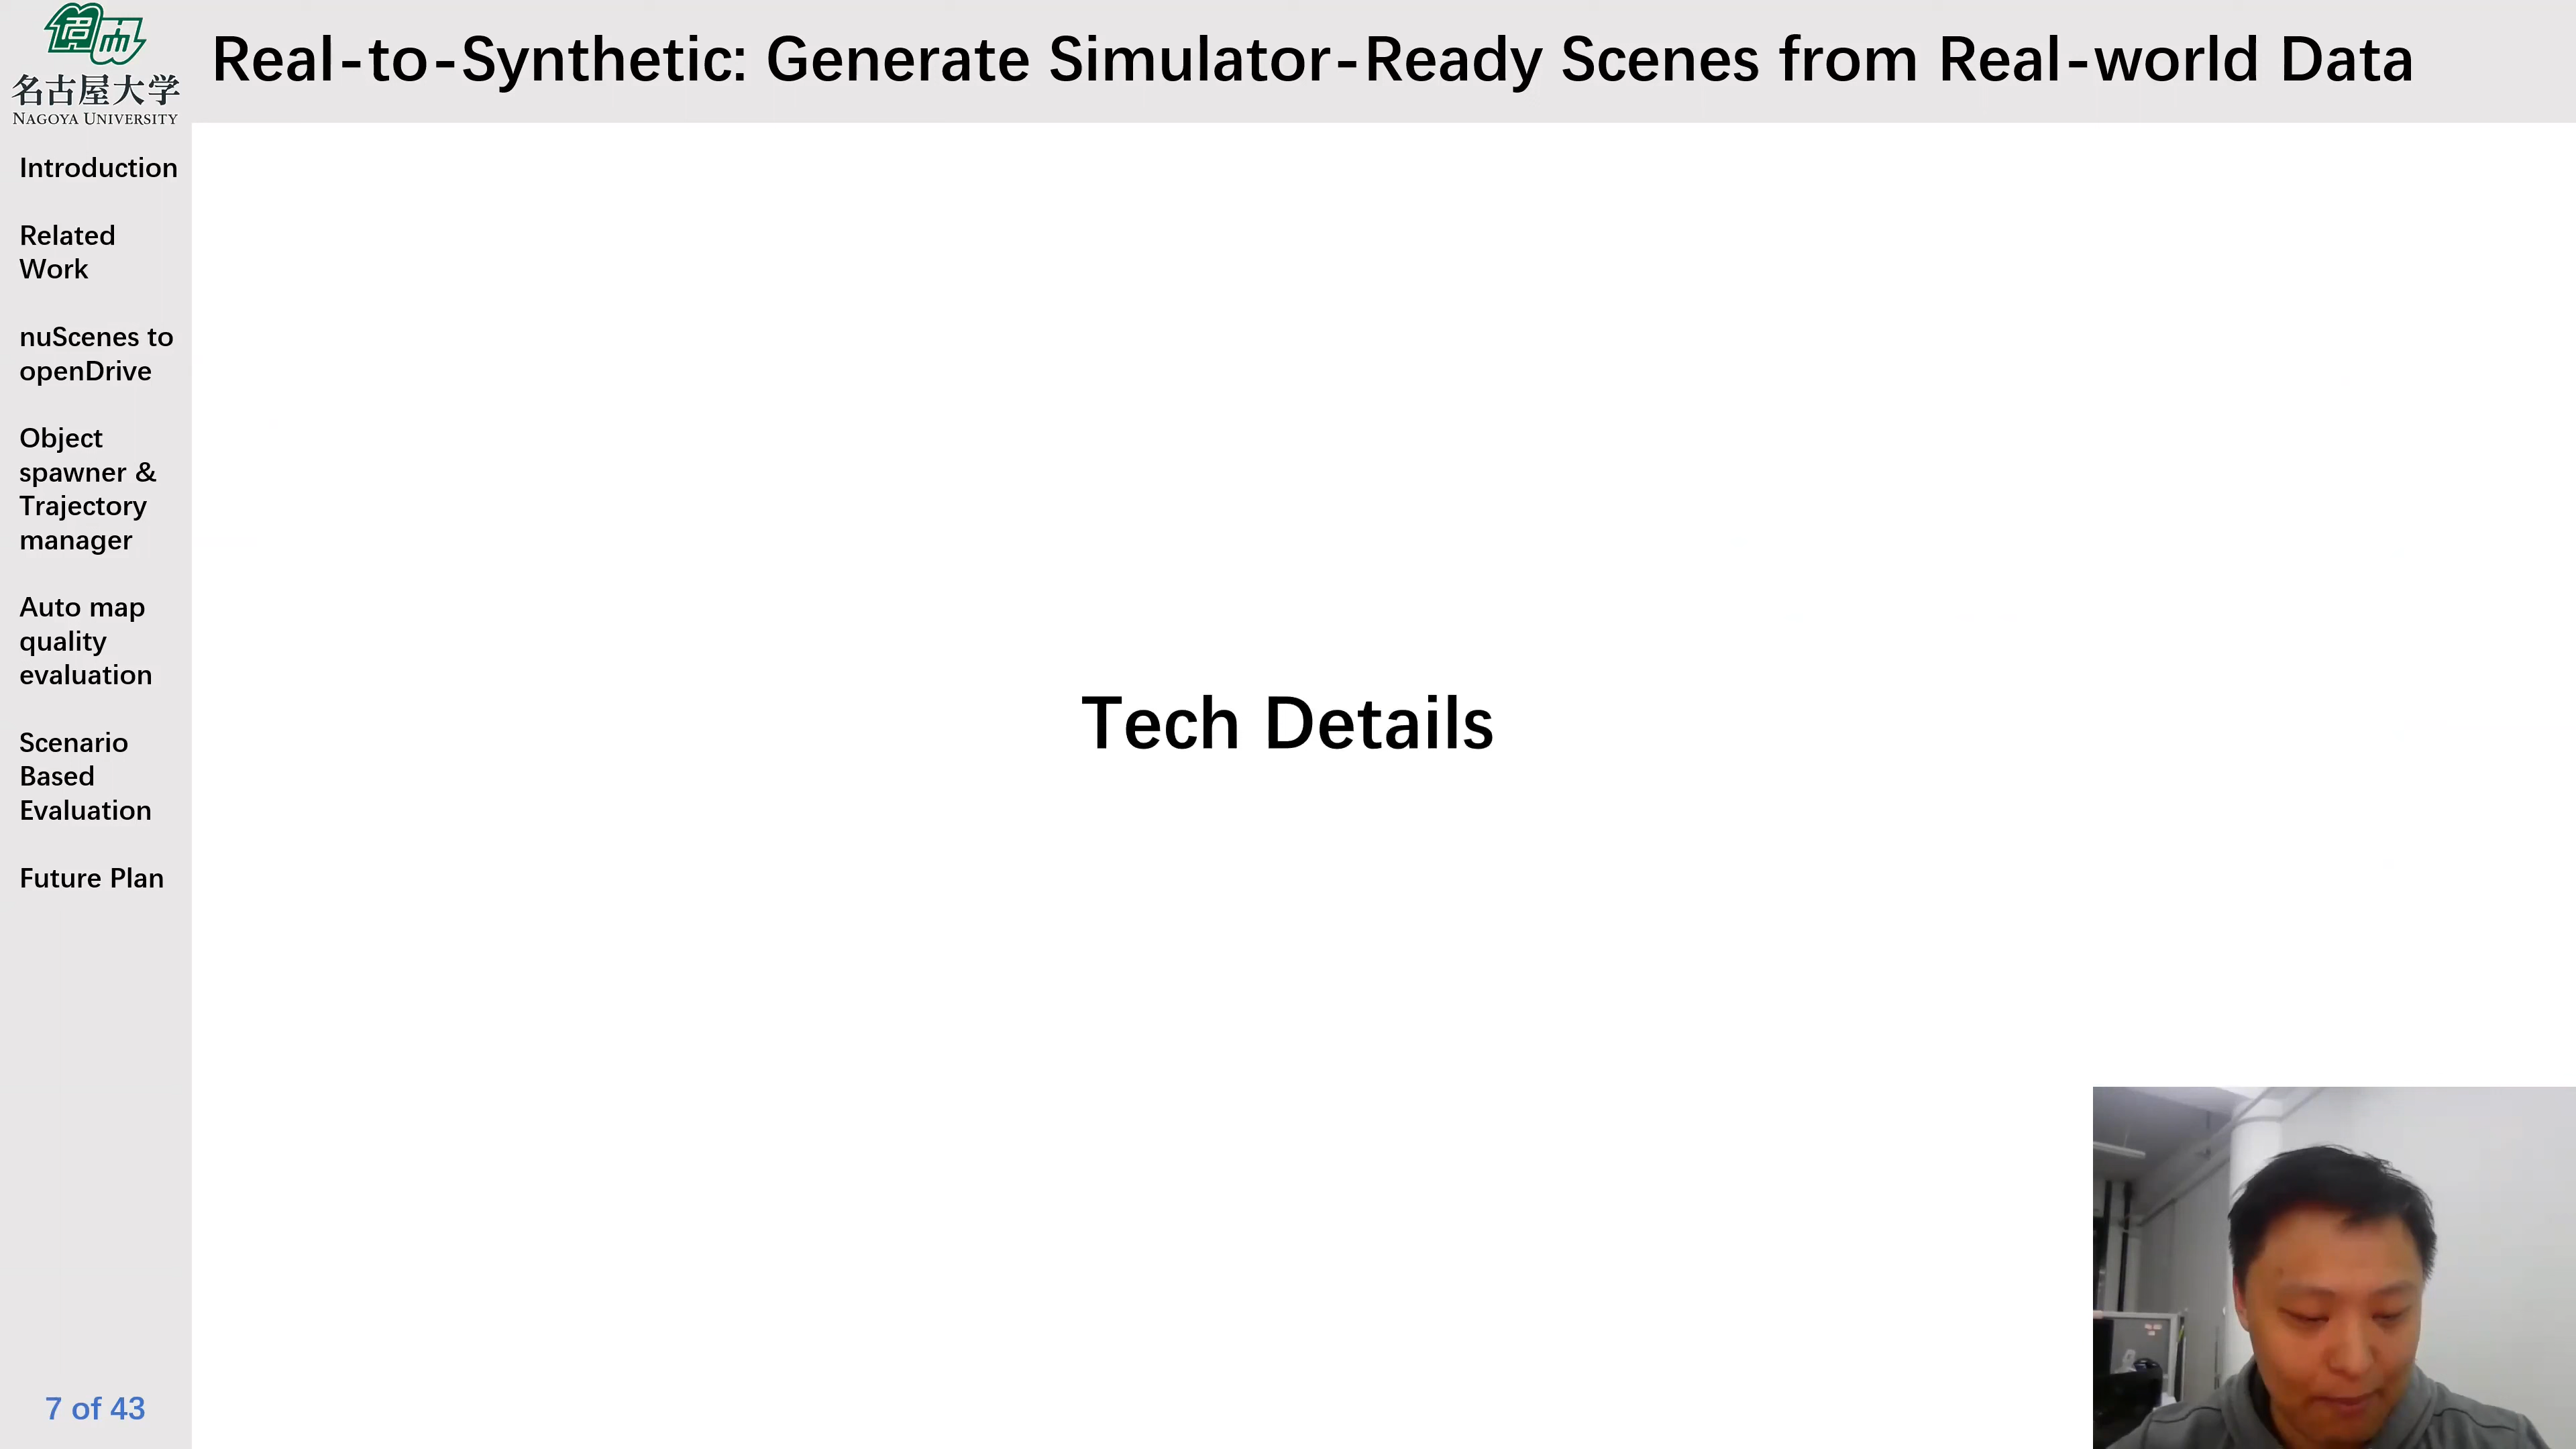 名古屋大学
NAGOYA UNIVERSITY
Real-to-Synthetic: Generate Simulator-Ready Scenes from Real-world Data
Introduction
Related
Work
nuScenes to
openDrive
Object
spawner &
Trajectory
manager
Auto map
quality
evaluation
Scenario
Based
Evaluation
Future Plan
Tech Details
7 of 43